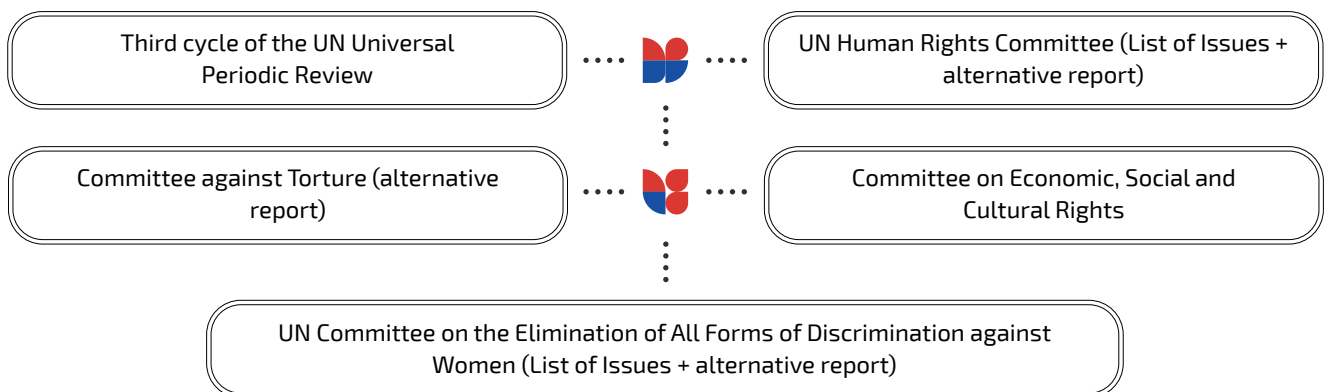 Third cycle of the UN Universal
Periodic Review
UN Human Rights Committee (List of Issues +
alternative report)
Committee against Torture (alternative
report)
Committee on Economic, Social and
Cultural Rights
UN Committee on the Elimination of All Forms of Discrimination against
Women (List of Issues + alternative report)